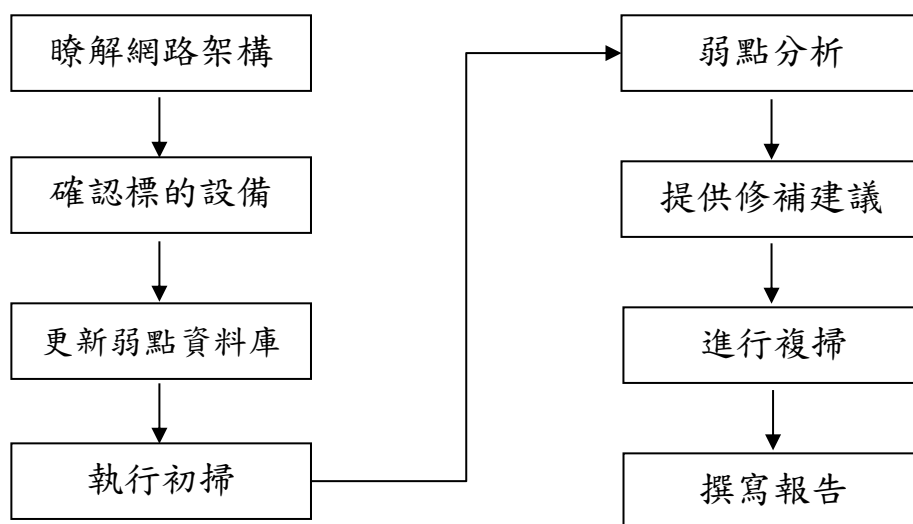 瞭解網路架構
確認標的設備
更新弱點資料庫
執行初掃
弱點分析
提供修補建議
進行複掃
撰寫報告